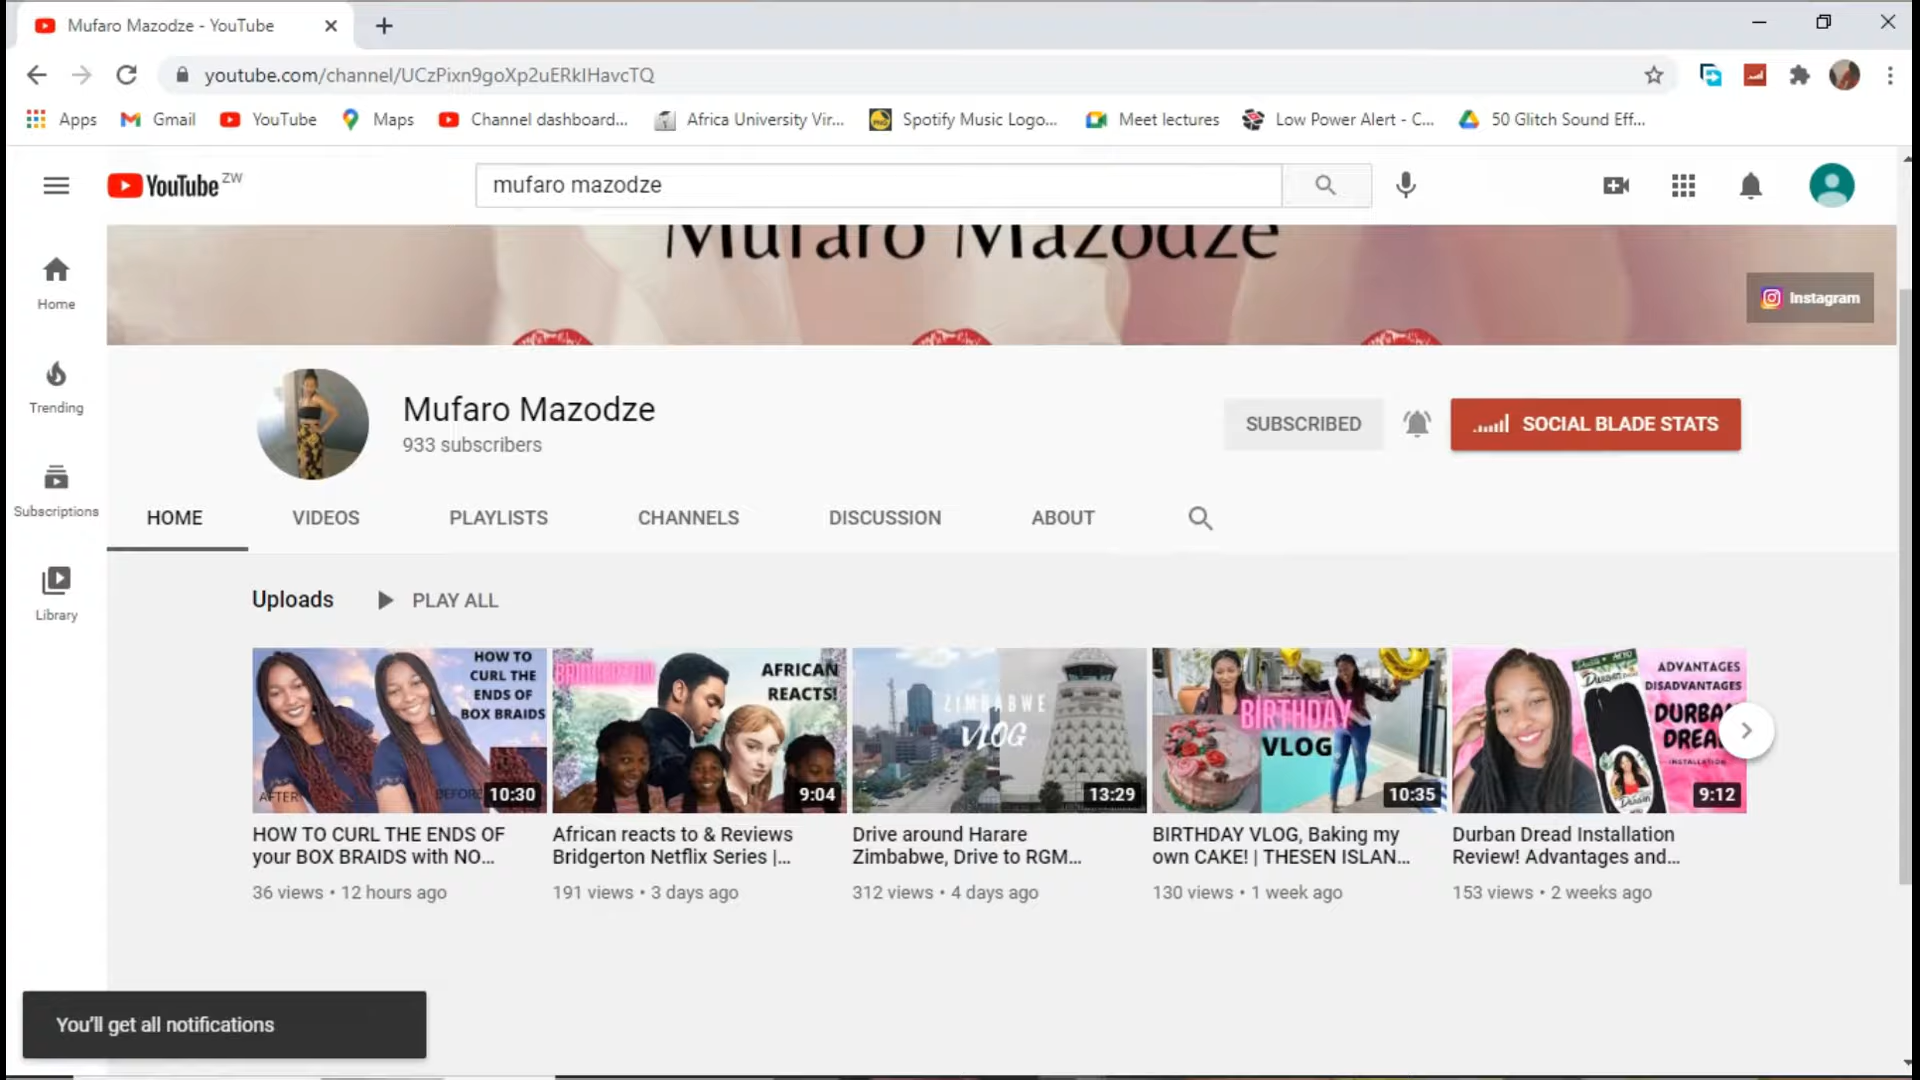 Mufaro Mazodze - YouTube
youtube.com/channel/UCzPixn9goXp2uERkIHavcTQ
Apps Gmail YouTube Maps Channel dashboard... Africa University Vir... Spotify Music Logo... Meet lectures Low Power Alert - C... 50 Glitch Sound Eff...
YouTube ZW
mufaro mazodze
Mufaro Mazodze
Instagram
Home
Trending
Subscriptions
Library
Mufaro Mazodze
933 subscribers
SUBSCRIBED
SOCIAL BLADE STATS
HOME VIDEOS PLAYLISTS CHANNELS DISCUSSION ABOUT
Uploads PLAY ALL
HOW TO
CURL THE
ENDS OF
BOX BRAIDS
AFTER
BEFORE
10:30
HOW TO CURL THE ENDS OF
your BOX BRAIDS with NO...
36 views • 12 hours ago
BRIDGERTON
AFRICAN
REACTS!
9:04
African reacts to & Reviews
Bridgerton Netflix Series |...
191 views • 3 days ago
ZIMBABWE
VLOG
13:29
Drive around Harare
Zimbabwe, Drive to RGM...
312 views • 4 days ago
BIRTHDAY
VLOG
10:35
BIRTHDAY VLOG, Baking my
own CAKE! | THESEN ISLAN...
130 views • 1 week ago
ADVANTAGES
DISADVANTAGES
INSTALLATION
9:12
Durban Dread Installation
Review! Advantages and...
153 views • 2 weeks ago
You'll get all notifications